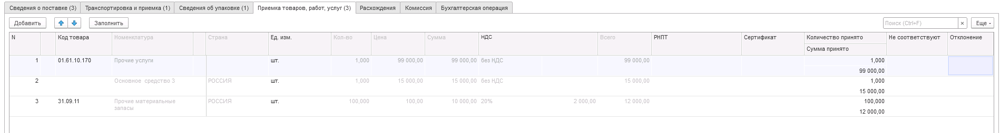 Сведения о поставке (3) Транспортировка и приемка (1) Сведения об упаковке (1) Приемка товаров, работ, услуг (3) Расхождения Комиссия Бухгалтерская операция
Добавить Заполнить Поиск (Ctrl+F) × Еще
N Код товара Номенклатура Страна Ед. изм. Кол-во Цена Сумма НДС Всего РНПТ Сертификат Количество принято Не соответствуют Отклонение
Сумма принято
1 01.61.10.170 Прочие услуги шт. 1,000 99 000,00 99 000,00 без НДС 99 000,00 1,000
99 000,00
2 Основное средство 3 РОССИЯ шт. 1,000 15 000,00 15 000,00 без НДС 15 000,00 1,000
15 000,00
3 31.09.11 Прочие материальные РОССИЯ шт. 100,000 100,00 10 000,00 20% 2 000,00 12 000,00 100,000
запасы
12 000,00